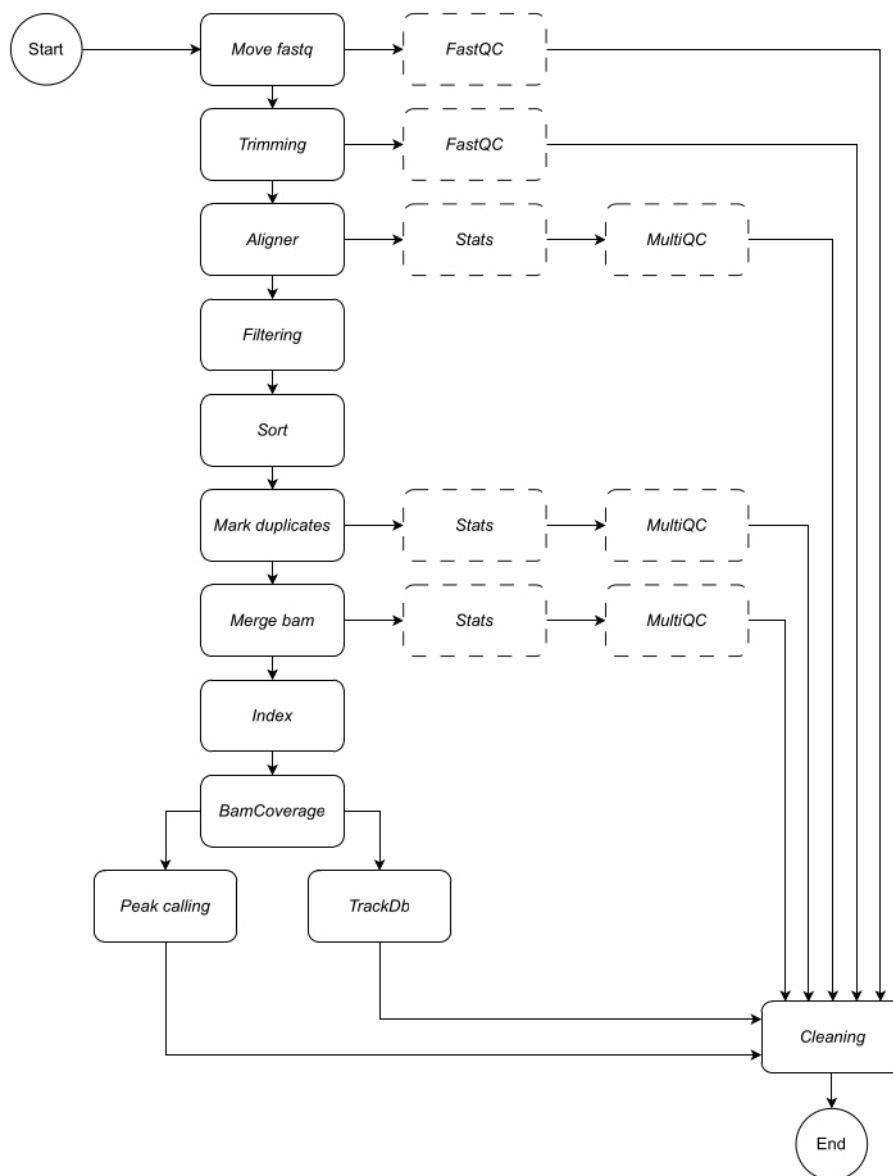 Start
Move fastq
FastQC
Trimming
FastQC
Aligner
Stats
MultiQC
Filtering
Sort
Mark duplicates
Stats
MultiQC
Merge bam
Stats
MultiQC
Index
BamCoverage
Peak calling
TrackDb
Cleaning
End